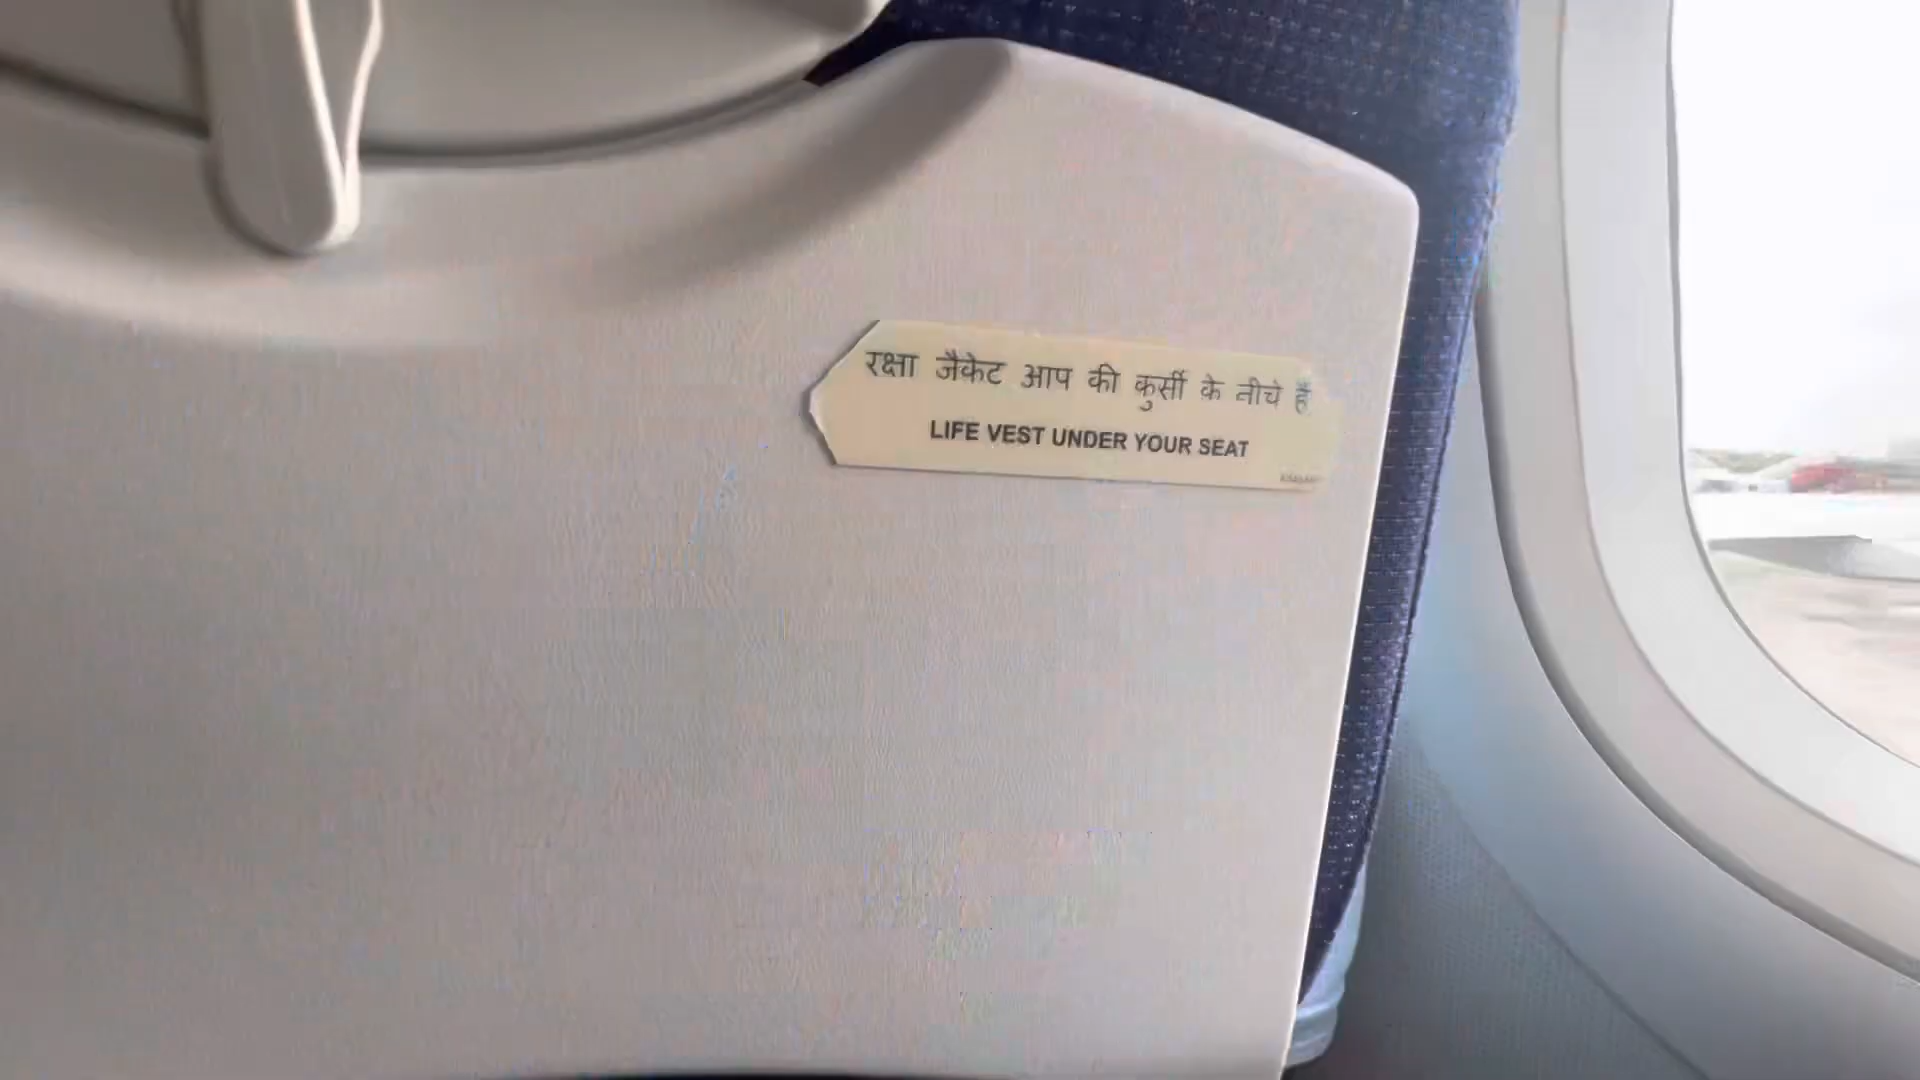 रक्षा जैकेट आप की कुर्सी के नीचे है
LIFE VEST UNDER YOUR SEAT